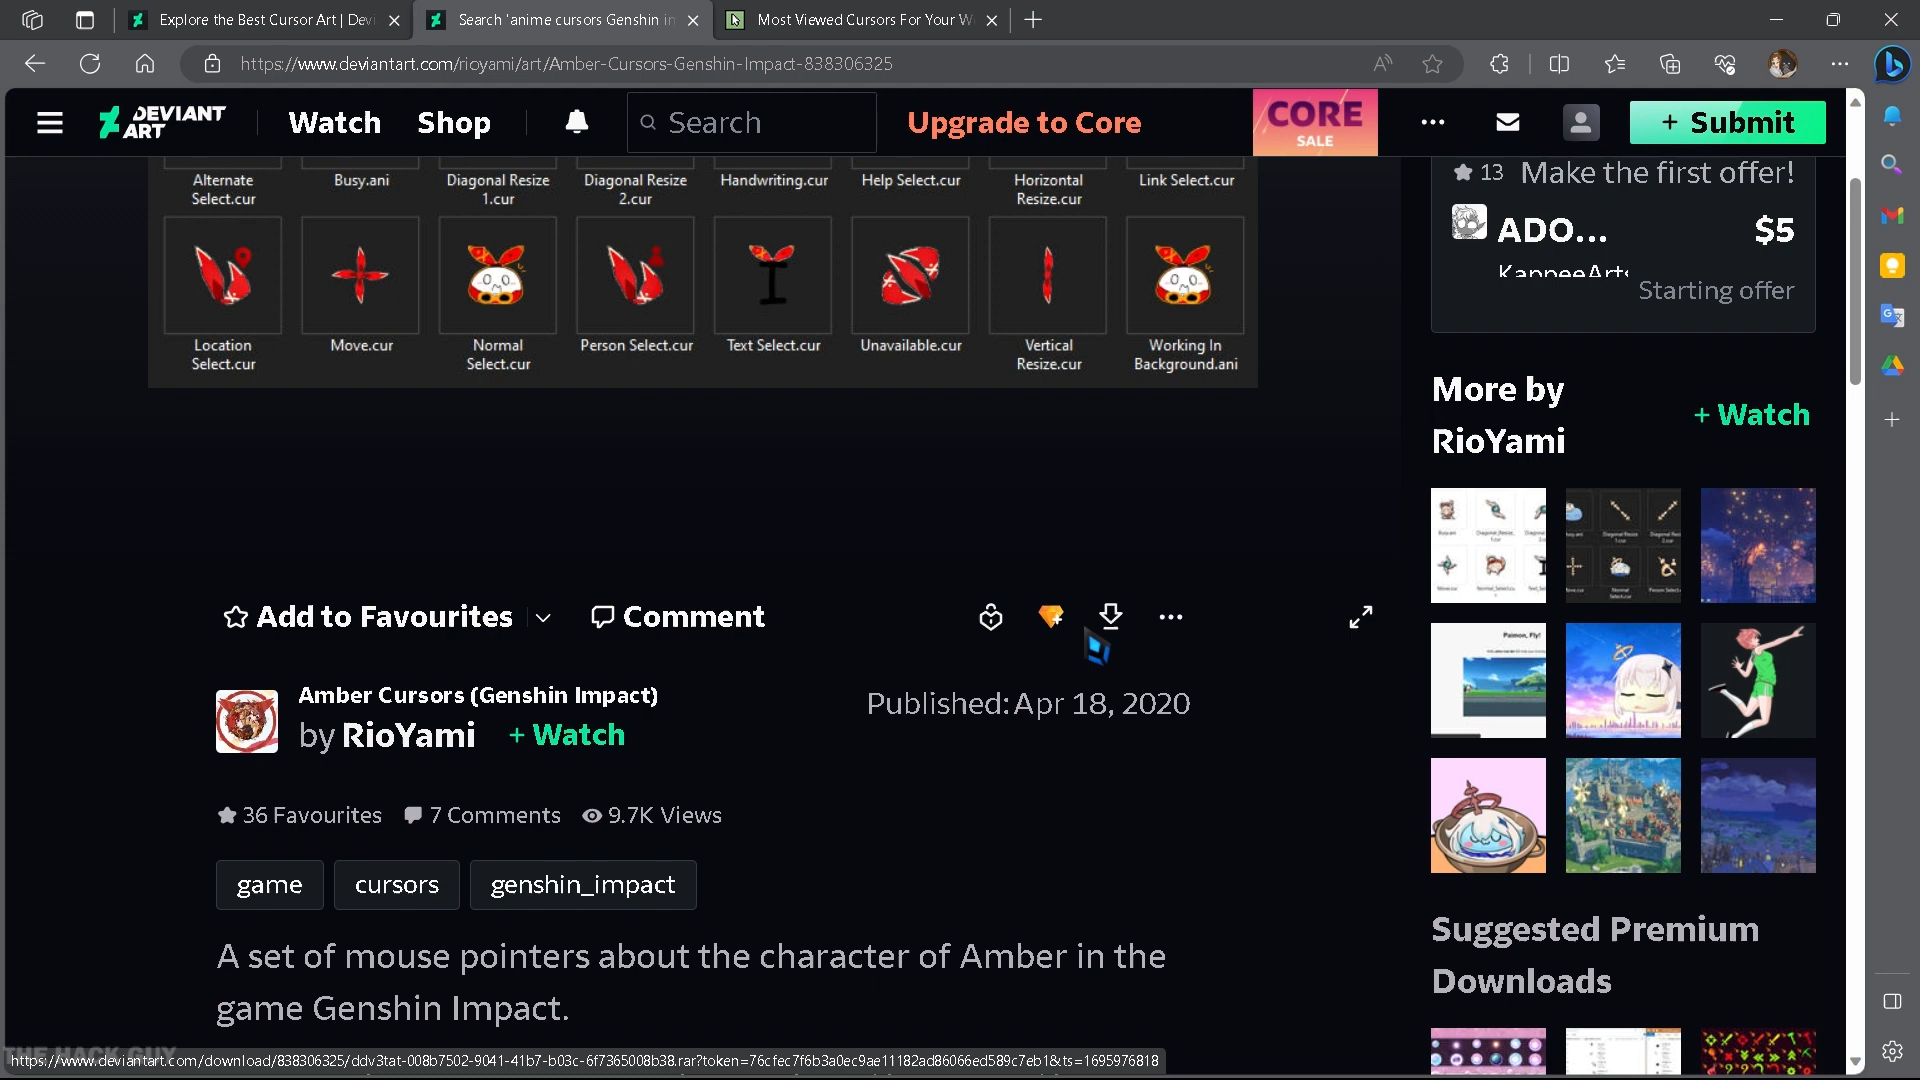 Explore the Best Cursor Art | Devi
Search 'anime cursors Genshin in
Most Viewed Cursors For Your W
https://www.deviantart.com/rioyami/art/Amber-Cursors-Genshin-Impact-838306325
DEVIANT
ART
Watch
Shop
Search
Upgrade to Core
CORE
SALE
+ Submit
Alternate
Select.cur
Busy.ani
Diagonal Resize
1.cur
Diagonal Resize
2.cur
Handwriting.cur
Help Select.cur
Horizontal
Resize.cur
Link Select.cur
Location
Select.cur
Move.cur
Normal
Select.cur
Person Select.cur
Text Select.cur
Unavailable.cur
Vertical
Resize.cur
Working In
Background.ani
13 Make the first offer!
ADO... $5
KappeeArts
Starting offer
More by
RioYami
+ Watch
Paimon, Fly!
Add to Favourites
Comment
Amber Cursors (Genshin Impact)
by RioYami + Watch
Published: Apr 18, 2020
36 Favourites 7 Comments 9.7K Views
game cursors genshin_impact
A set of mouse pointers about the character of Amber in the
game Genshin Impact.
Suggested Premium
Downloads
THE HACK GUY
https://www.deviantart.com/download/838306325/ddv3tat-008b7502-9041-41b7-b03c-6f7365008b38.rar?token=76cfec7f6b3a0ec9ae11182ad86066ed589c7eb1&ts=1695976818